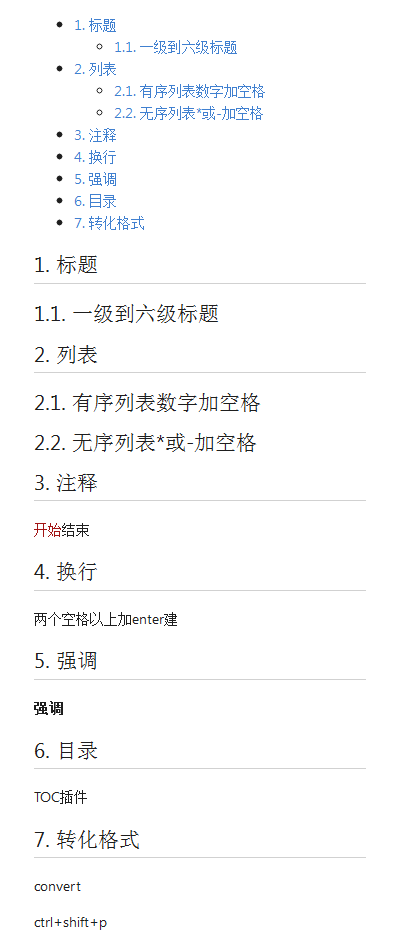 1. 标题
1.1. 一级到六级标题
2. 列表
2.1. 有序列表数字加空格
2.2. 无序列表*或-加空格
3. 注释
4. 换行
5. 强调
6. 目录
7. 转化格式
1. 标题
1.1. 一级到六级标题
2. 列表
2.1. 有序列表数字加空格
2.2. 无序列表*或-加空格
3. 注释
开始结束
4. 换行
两个空格以上加enter建
5. 强调
强调
6. 目录
TOC插件
7. 转化格式
convert
ctrl+shift+p